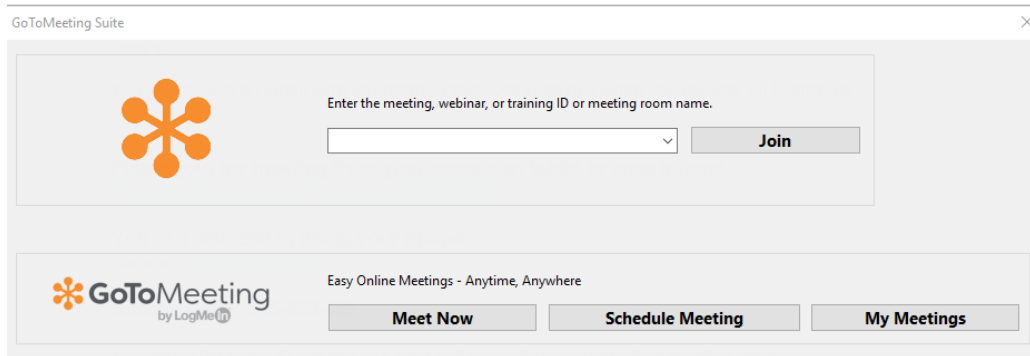 GoToMeeting Suite
Enter the meeting, webinar, or training ID or meeting room name.
Join
GoToMeeting
by LogMeIn
Easy Online Meetings - Anytime, Anywhere
Meet Now
Schedule Meeting
My Meetings